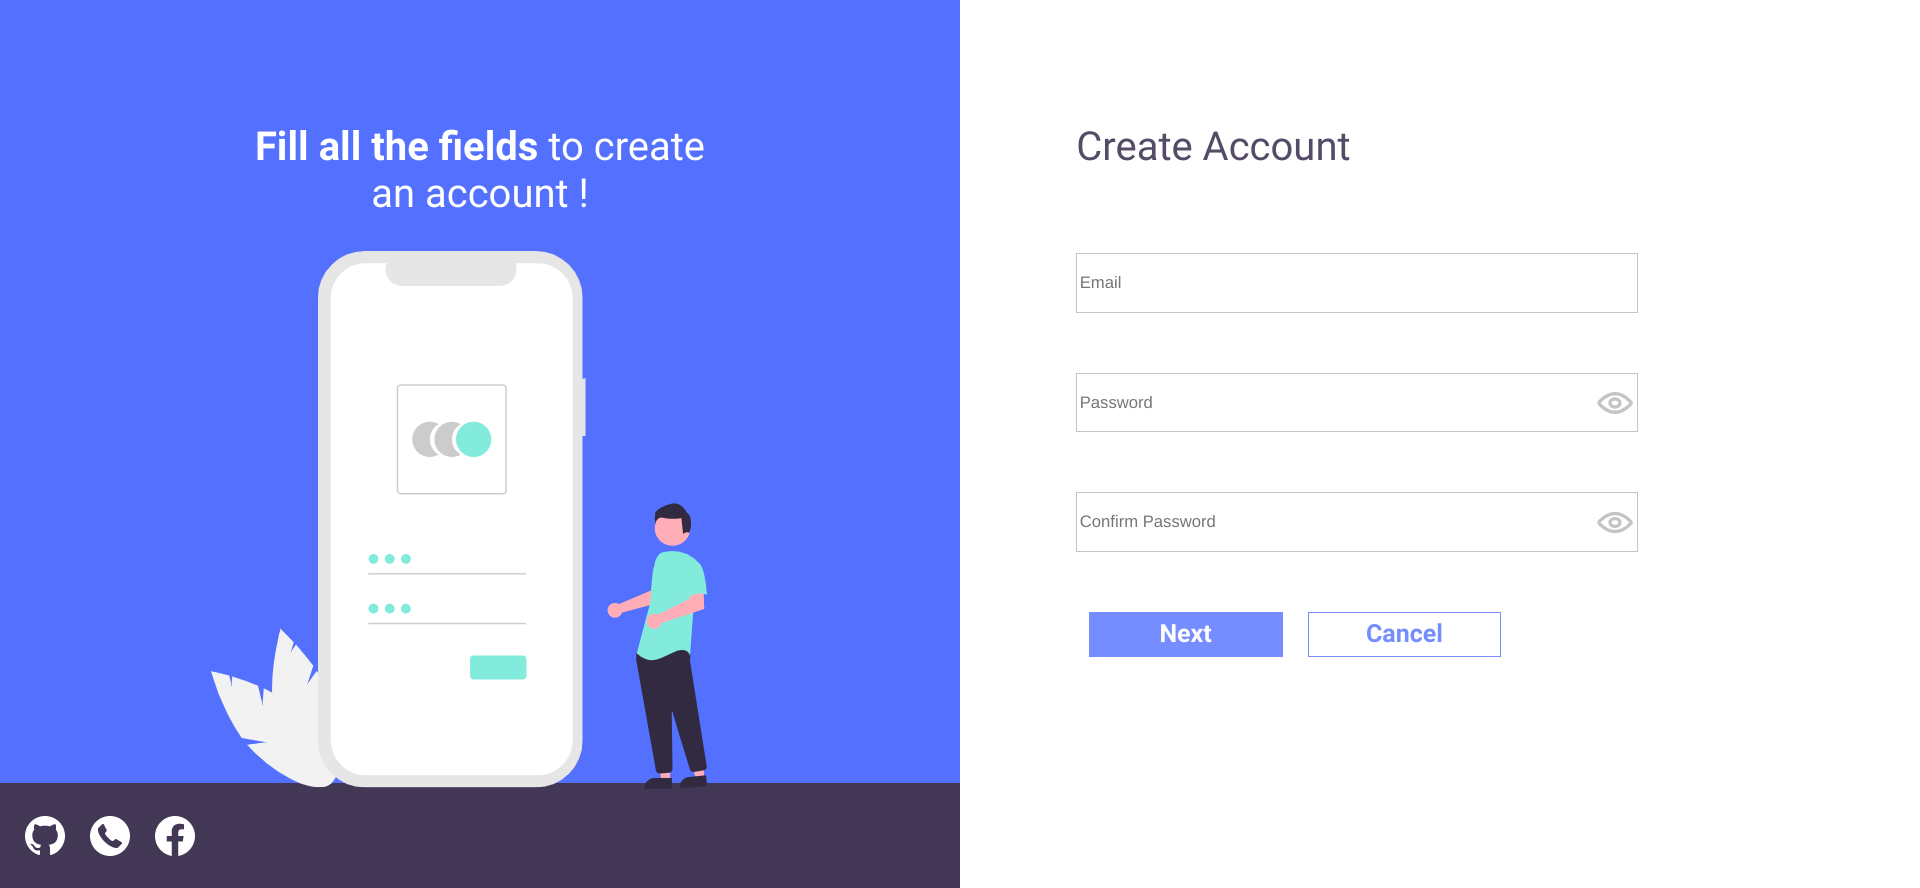 Fill all the fields to create
an account !
Create Account
Email
Password
Confirm Password
Next
Cancel